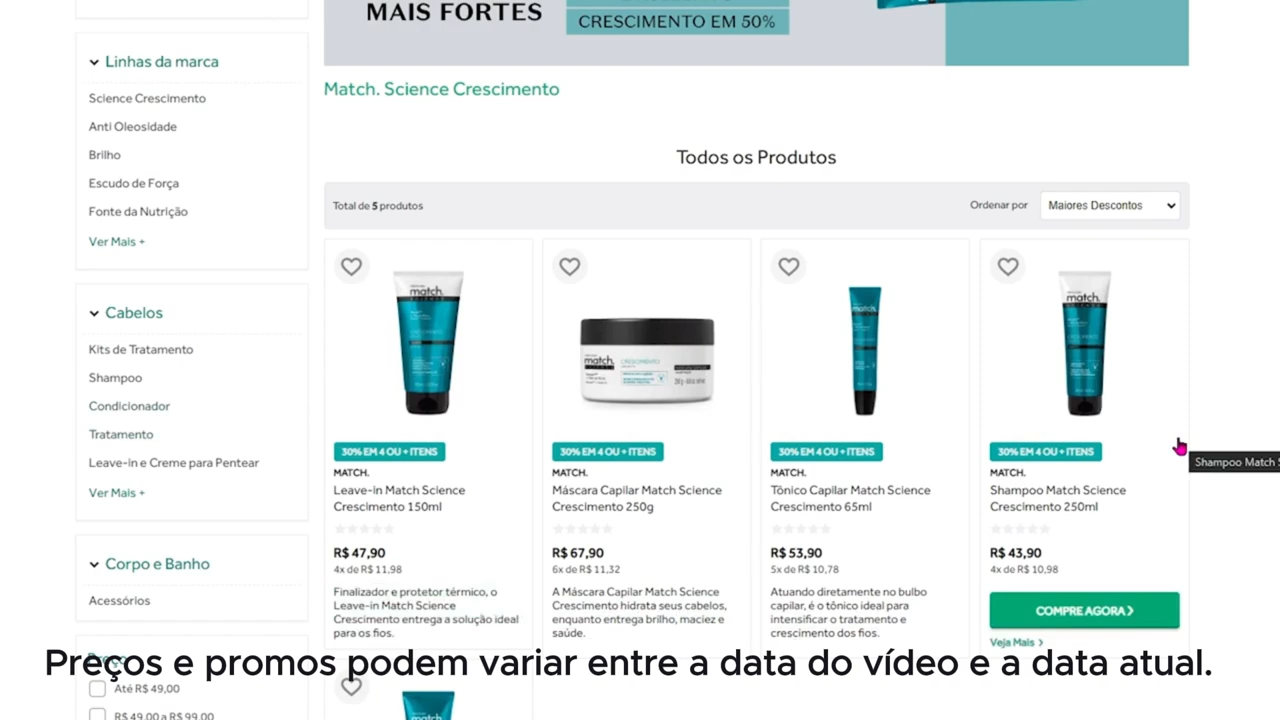 MAIS FORTES
CRESCIMENTO EM 50%
Linhas da marca
Science Crescimento
Anti Oleosidade
Brilho
Escudo de Força
Fonte da Nutrição
Ver Mais +
Cabelos
Kits de Tratamento
Shampoo
Condicionador
Tratamento
Leave-in e Creme para Pentear
Ver Mais +
Corpo e Banho
Acessórios
Preço
Até R$ 49,00
R$ 49,00 a R$ 99,00
Match. Science Crescimento
Todos os Produtos
Total de 5 produtos
Ordenar por
Maiores Descontos
match.
30% EM 4 OU + ITENS
MATCH.
Leave-in Match Science
Crescimento 150ml
R$ 47,90
4x de R$ 11,98
Finalizador e protetor térmico, o
Leave-in Match Science
Crescimento entrega a solução ideal
para os fios.
match.
CRESCIMENTO
30% EM 4 OU + ITENS
MATCH.
Máscara Capilar Match Science
Crescimento 250g
R$ 67,90
6x de R$ 11,32
A Máscara Capilar Match Science
Crescimento hidrata seus cabelos,
enquanto entrega brilho, maciez e
saúde.
match.
30% EM 4 OU + ITENS
MATCH.
Tônico Capilar Match Science
Crescimento 65ml
R$ 53,90
5x de R$ 10,78
Atuando diretamente no bulbo
capilar, é o tônico ideal para
intensificar o tratamento e
crescimento dos fios.
match.
30% EM 4 OU + ITENS
MATCH.
Shampoo Match Science
Crescimento 250ml
R$ 43,90
4x de R$ 10,98
COMPRE AGORA
Veja Mais
Shampoo Match
match
Preços e promos podem variar entre a data do vídeo e a data atual.